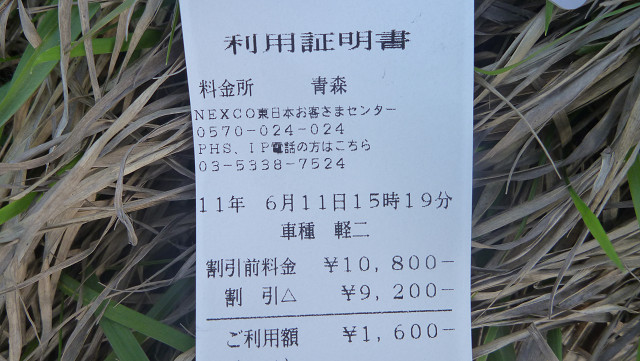 利用証明書
料金所 青森
NEXCO東日本お客さまセンター
0570-024-024
PHS、IP電話の方はこちら
03-5338-7524
11年 6月11日15時19分
車種 軽二
割引前料金 ¥10,800-
割 引△ ¥9,200-
ご利用額 ¥1,600-